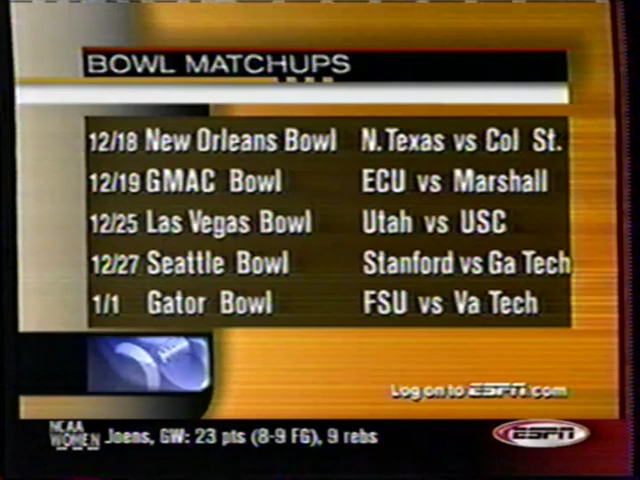 BOWL MATCHUPS
12/18 New Orleans Bowl N. Texas vs Col St.
12/19 GMAC Bowl ECU vs Marshall
12/25 Las Vegas Bowl Utah vs USC
12/27 Seattle Bowl Stanford vs Ga Tech
1/1 Gator Bowl FSU vs Va Tech
Log on to ESPN.com
NCAA
WOMEN Joens, GW: 23 pts (8-9 FG), 9 rebs
ESPN